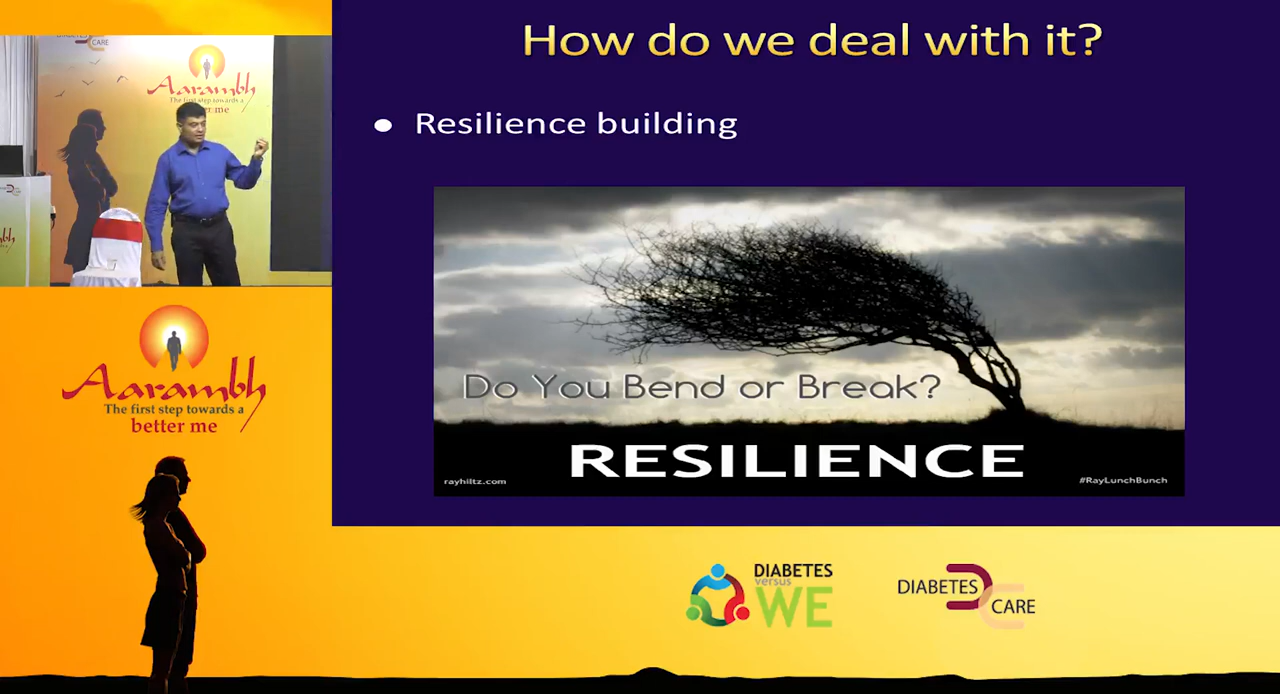 CARE
Aarambh
The first step towards a
better me
How do we deal with it?
• Resilience building
Do You Bend or Break?
RESILIENCE
rayhiltz.com
#RayLunchBunch
Aarambh
The first step towards a
better me
DIABETES
versus
WE
DIABETES
CARE